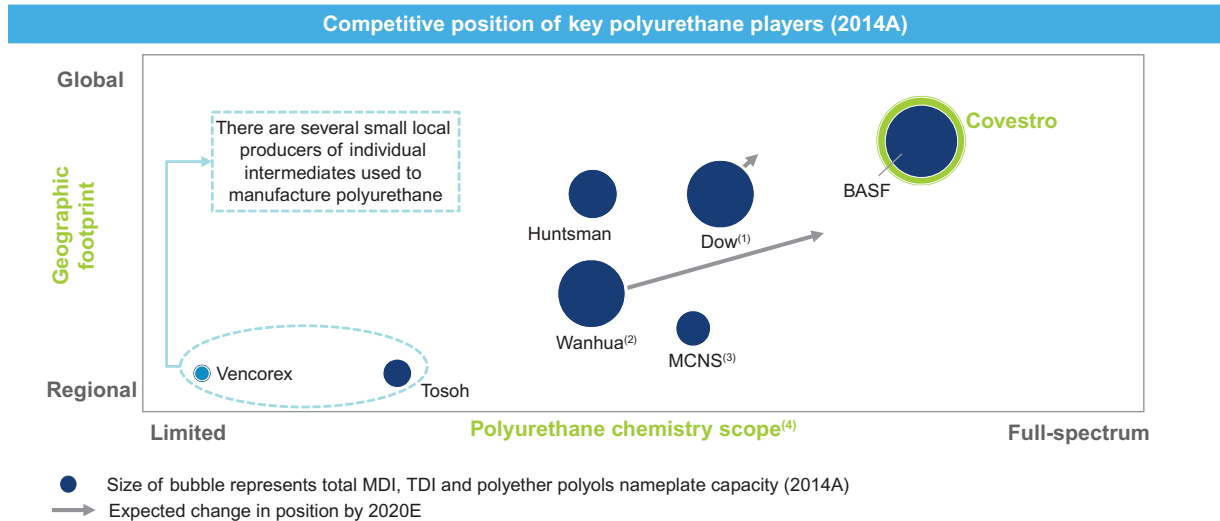 Competitive position of key polyurethane players (2014A)
Global
There are several small local
producers of individual
intermediates used to
manufacture polyurethane
Covestro
BASF
Geographic
footprint
Huntsman
Dow(1)
Wanhua(2)
MCNS(3)
Vencorex
Tosoh
Regional
Limited
Polyurethane chemistry scope(4)
Full-spectrum
Size of bubble represents total MDI, TDI and polyether polyols nameplate capacity (2014A)
Expected change in position by 2020E